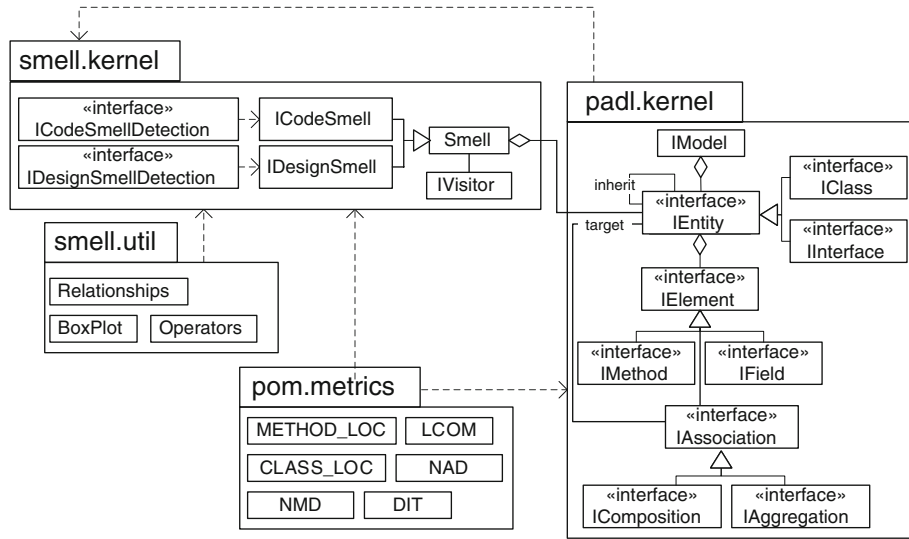 smell.kernel
«interface»
ICodeSmellDetection
ICodeSmell
«interface»
IDesignSmellDetection
IDesignSmell
Smell
IVisitor
smell.util
Relationships
BoxPlot
Operators
pom.metrics
METHOD_LOC
LCOM
CLASS_LOC
NAD
NMD
DIT
padl.kernel
IModel
inherit
«interface»
IEntity
target
«interface»
IClass
«interface»
IInterface
«interface»
IElement
«interface»
IMethod
«interface»
IField
«interface»
IAssociation
«interface»
IComposition
«interface»
IAggregation